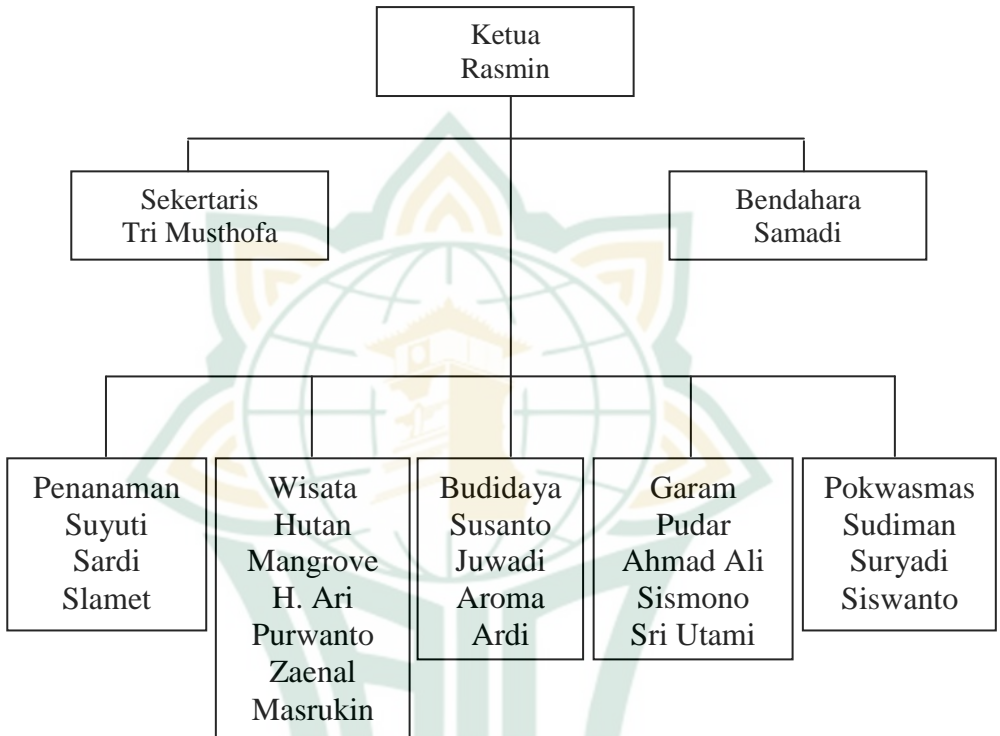 Ketua
Rasmin
Sekertaris
Tri Musthofa
Bendahara
Samadi
Penanaman
Suyuti
Sardi
Slamet
Wisata
Hutan
Mangrove
H. Ari
Purwanto
Zaenal
Masrukin
Budidaya
Susanto
Juwadi
Aroma
Ardi
Garam
Pudar
Ahmad Ali
Sismono
Sri Utami
Pokwasmas
Sudiman
Suryadi
Siswanto